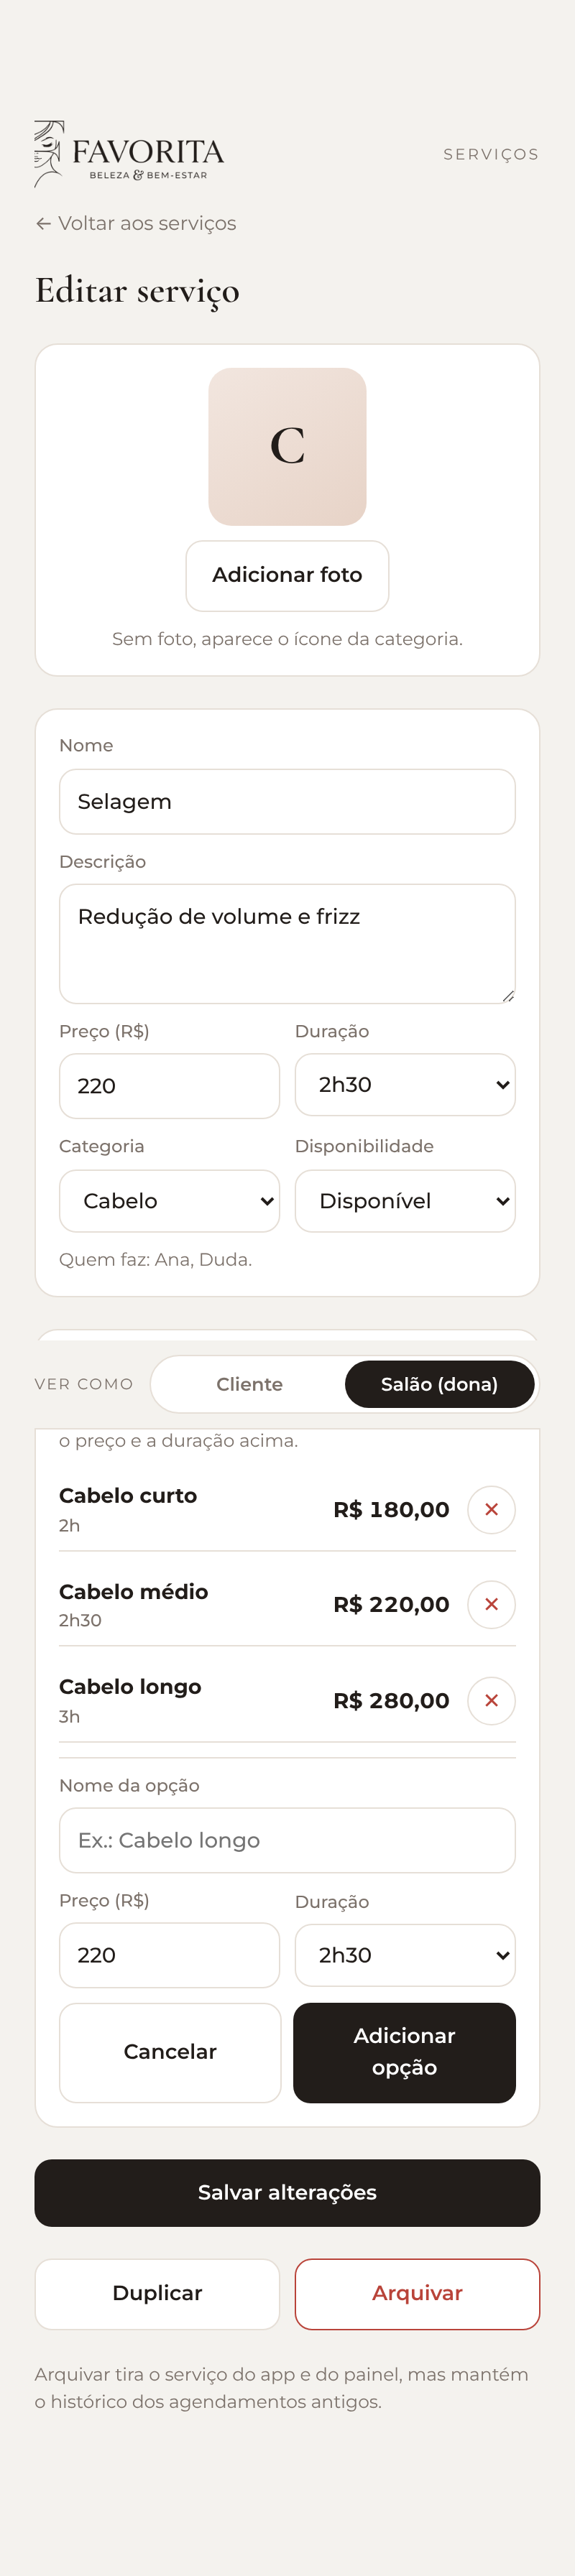 FAVORITA
BELEZA & BEM-ESTAR
SERVIÇOS
← Voltar aos serviços
Editar serviço
C
Adicionar foto
Sem foto, aparece o ícone da categoria.
Nome
Selagem
Descrição
Redução de volume e frizz
Preço (R$)
Duração
220
2h30
Categoria
Disponibilidade
Cabelo
Disponível
Quem faz: Ana, Duda.
VER COMO
Cliente
Salão (dona)
o preço e a duração acima.
Cabelo curto
2h
R$ 180,00
✕
Cabelo médio
2h30
R$ 220,00
✕
Cabelo longo
3h
R$ 280,00
✕
Nome da opção
Ex.: Cabelo longo
Preço (R$)
Duração
220
2h30
Cancelar
Adicionar
opção
Salvar alterações
Duplicar
Arquivar
Arquivar tira o serviço do app e do painel, mas mantém
o histórico dos agendamentos antigos.